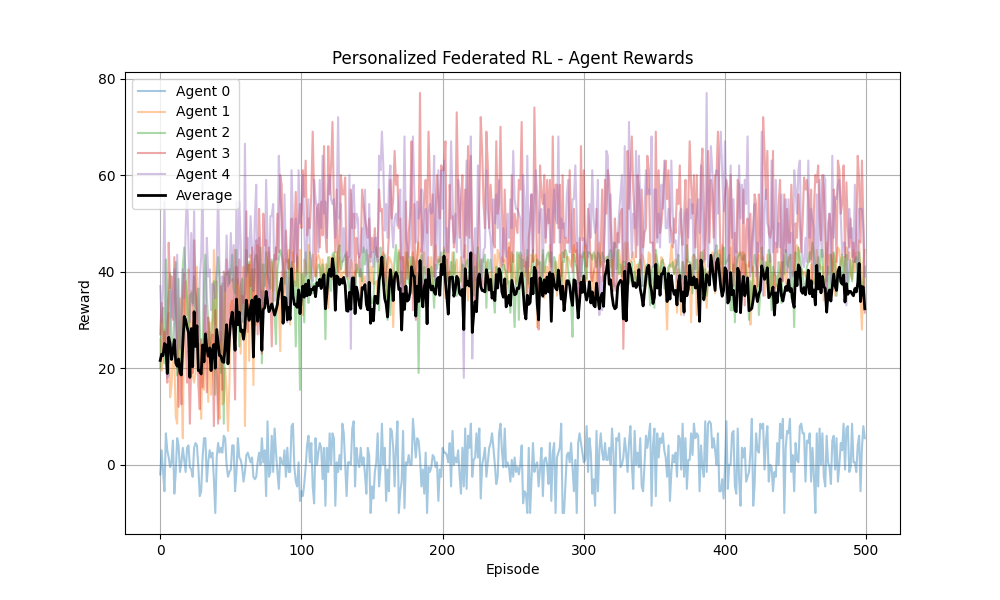 Personalized Federated RL - Agent Rewards
Agent 0
Agent 1
Agent 2
Agent 3
Agent 4
Average
80
60
40
20
0
Reward
0 100 200 300 400 500
Episode